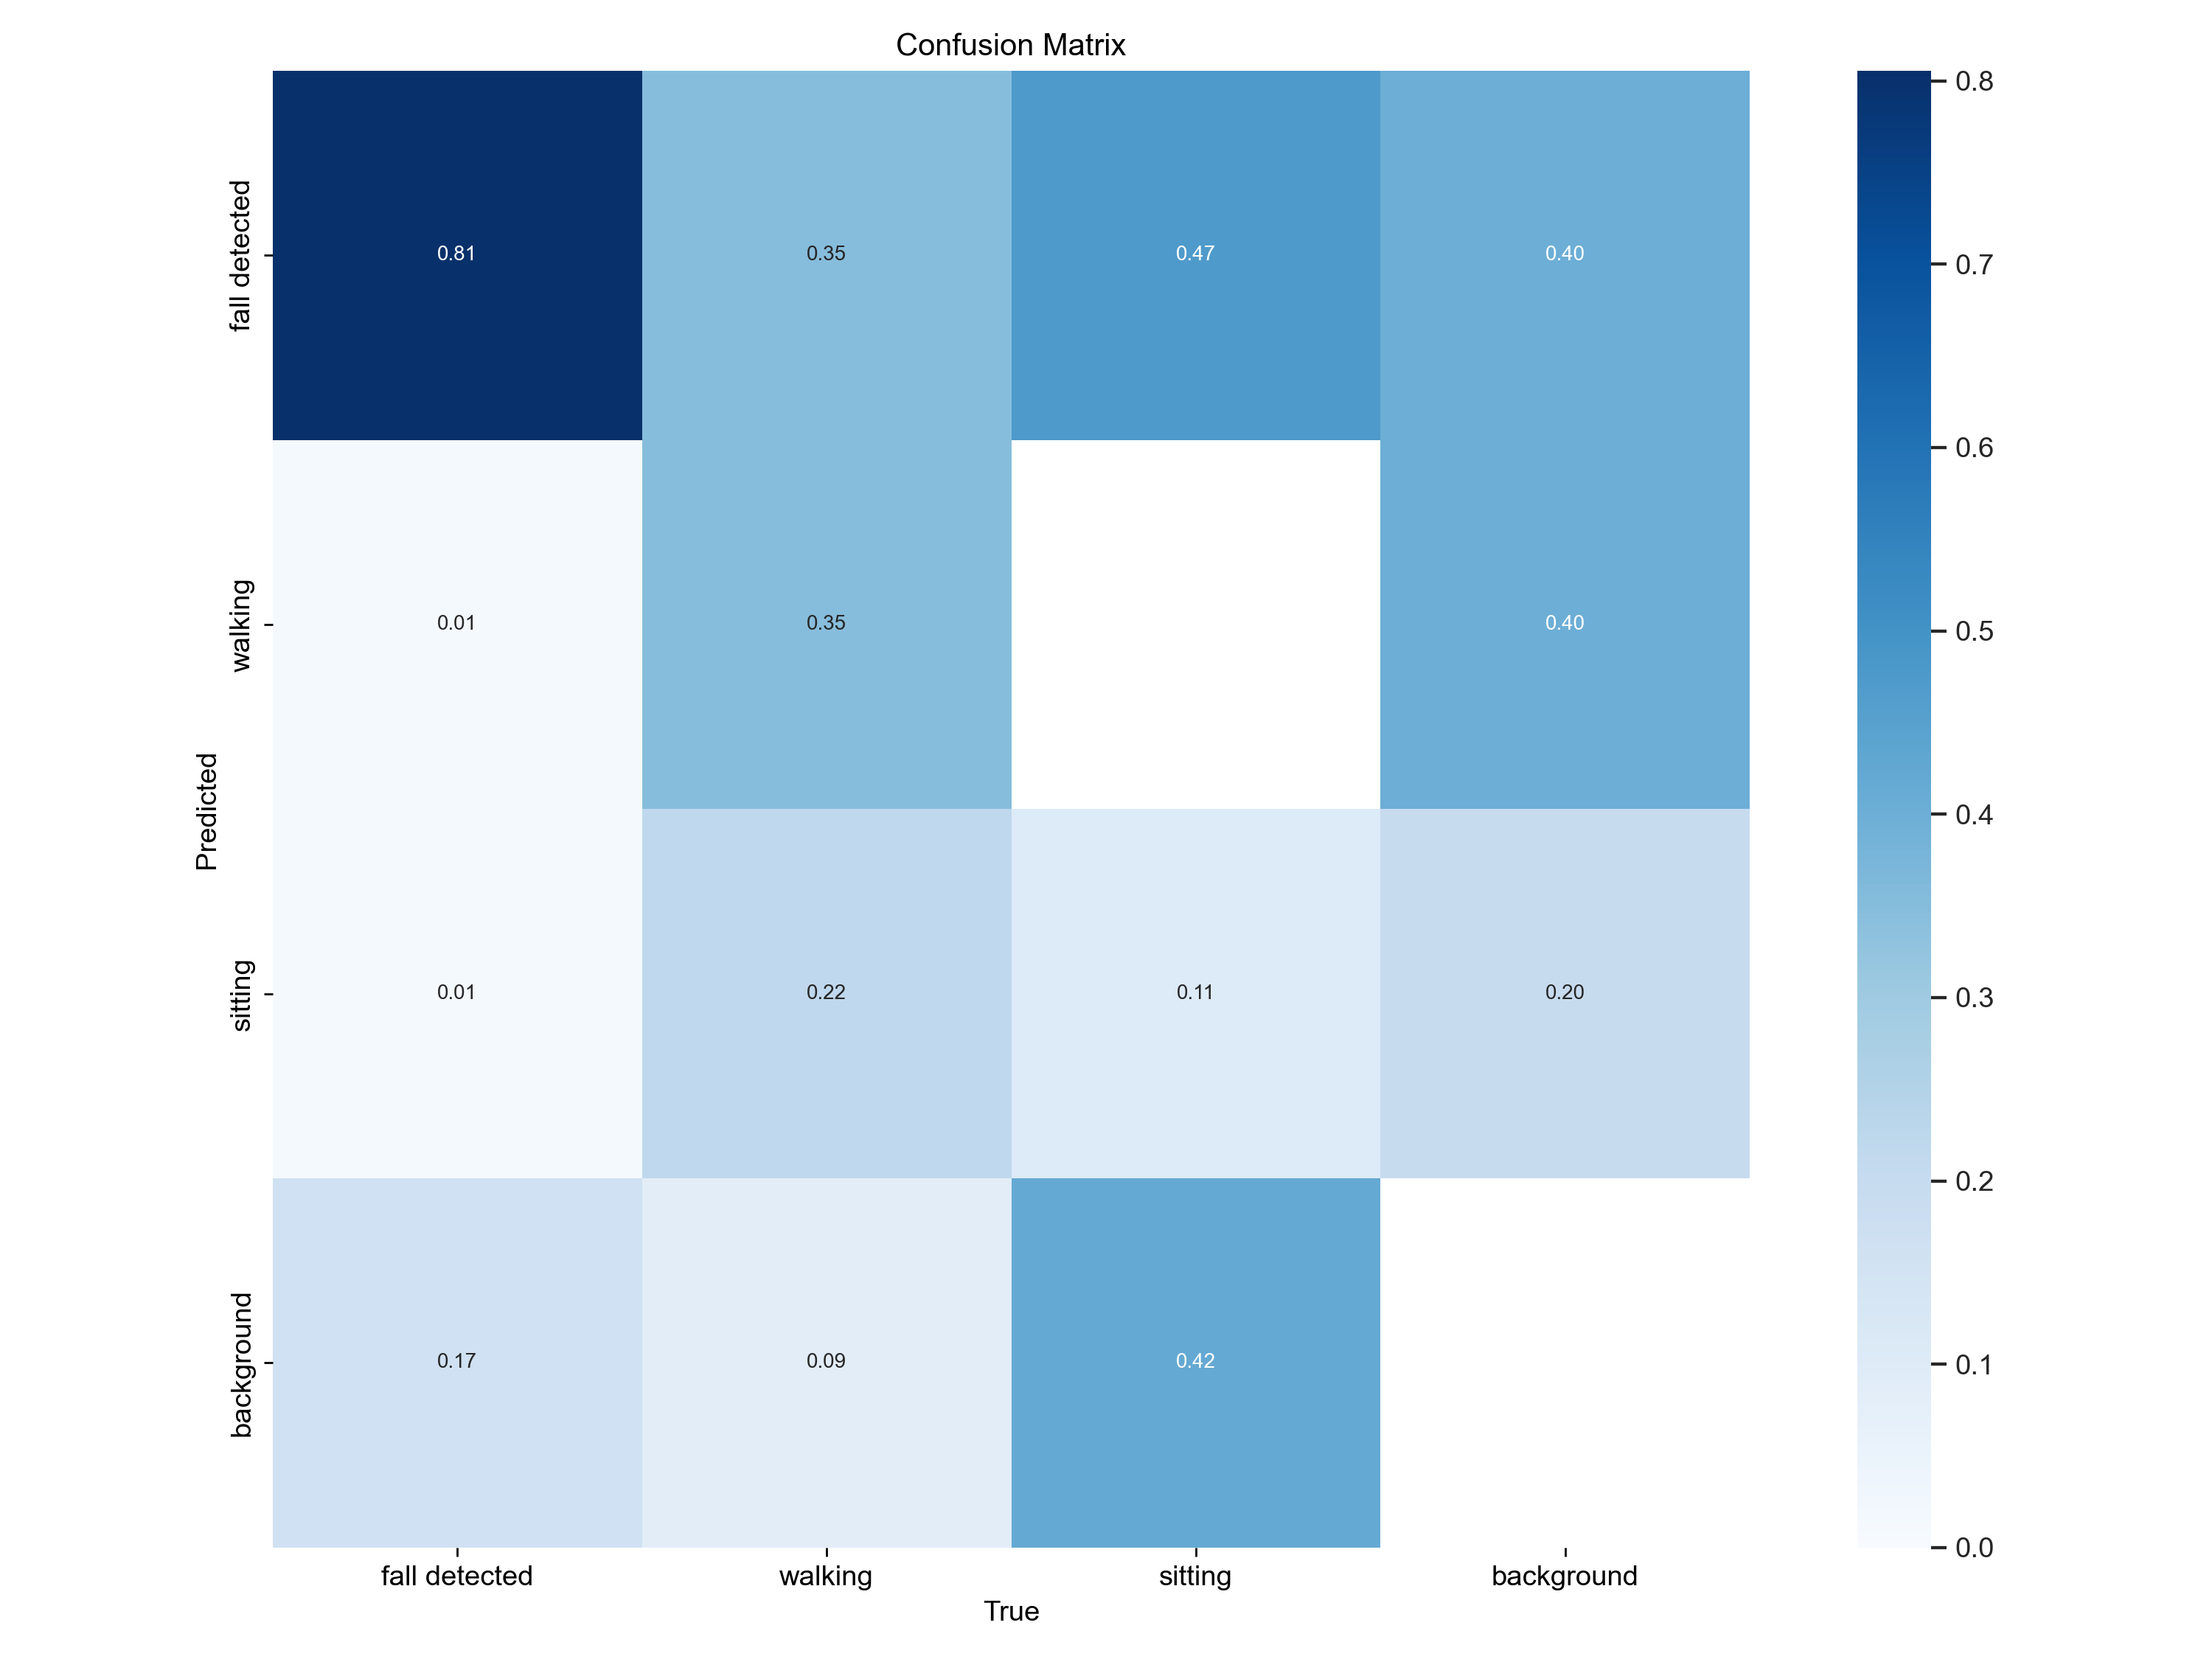 Confusion Matrix
fall detected
walking
sitting
background
Predicted
0.81 0.35 0.47 0.40
0.01 0.35 0.40
0.01 0.22 0.11 0.20
0.17 0.09 0.42
fall detected walking sitting background
True
0.8
0.7
0.6
0.5
0.4
0.3
0.2
0.1
0.0